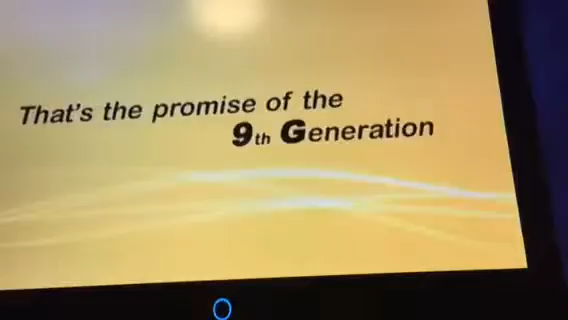 That's the promise of the
9th Generation